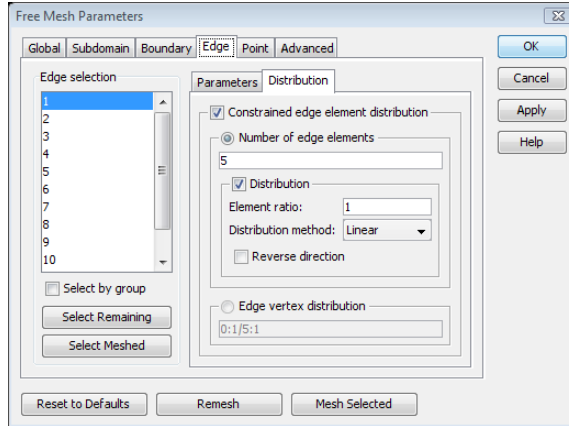 Free Mesh Parameters
Global Subdomain Boundary Edge Point Advanced
Edge selection
1
2
3
4
5
6
7
8
9
10
Select by group
Select Remaining
Select Meshed
Parameters Distribution
Constrained edge element distribution
Number of edge elements
5
Distribution
Element ratio: 1
Distribution method: Linear
Reverse direction
Edge vertex distribution
0:1/5:1
OK
Cancel
Apply
Help
Reset to Defaults Remesh Mesh Selected